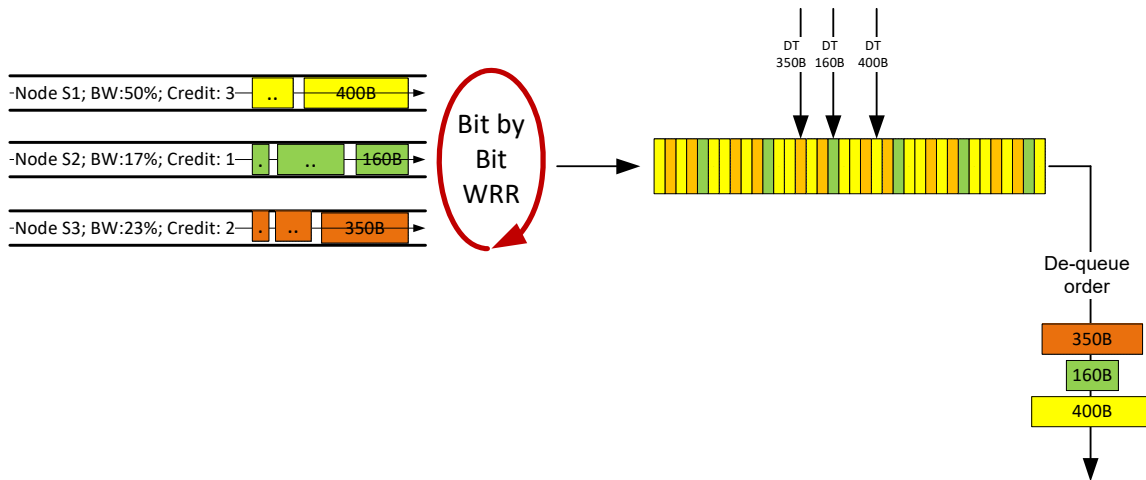 DT
350B
DT
160B
DT
400B
Node S1; BW:50%; Credit: 3
..
400B
Node S2; BW:17%; Credit: 1
.
..
160B
Node S3; BW:23%; Credit: 2
.
..
350B
Bit by
Bit
WRR
De-queue
order
350B
160B
400B